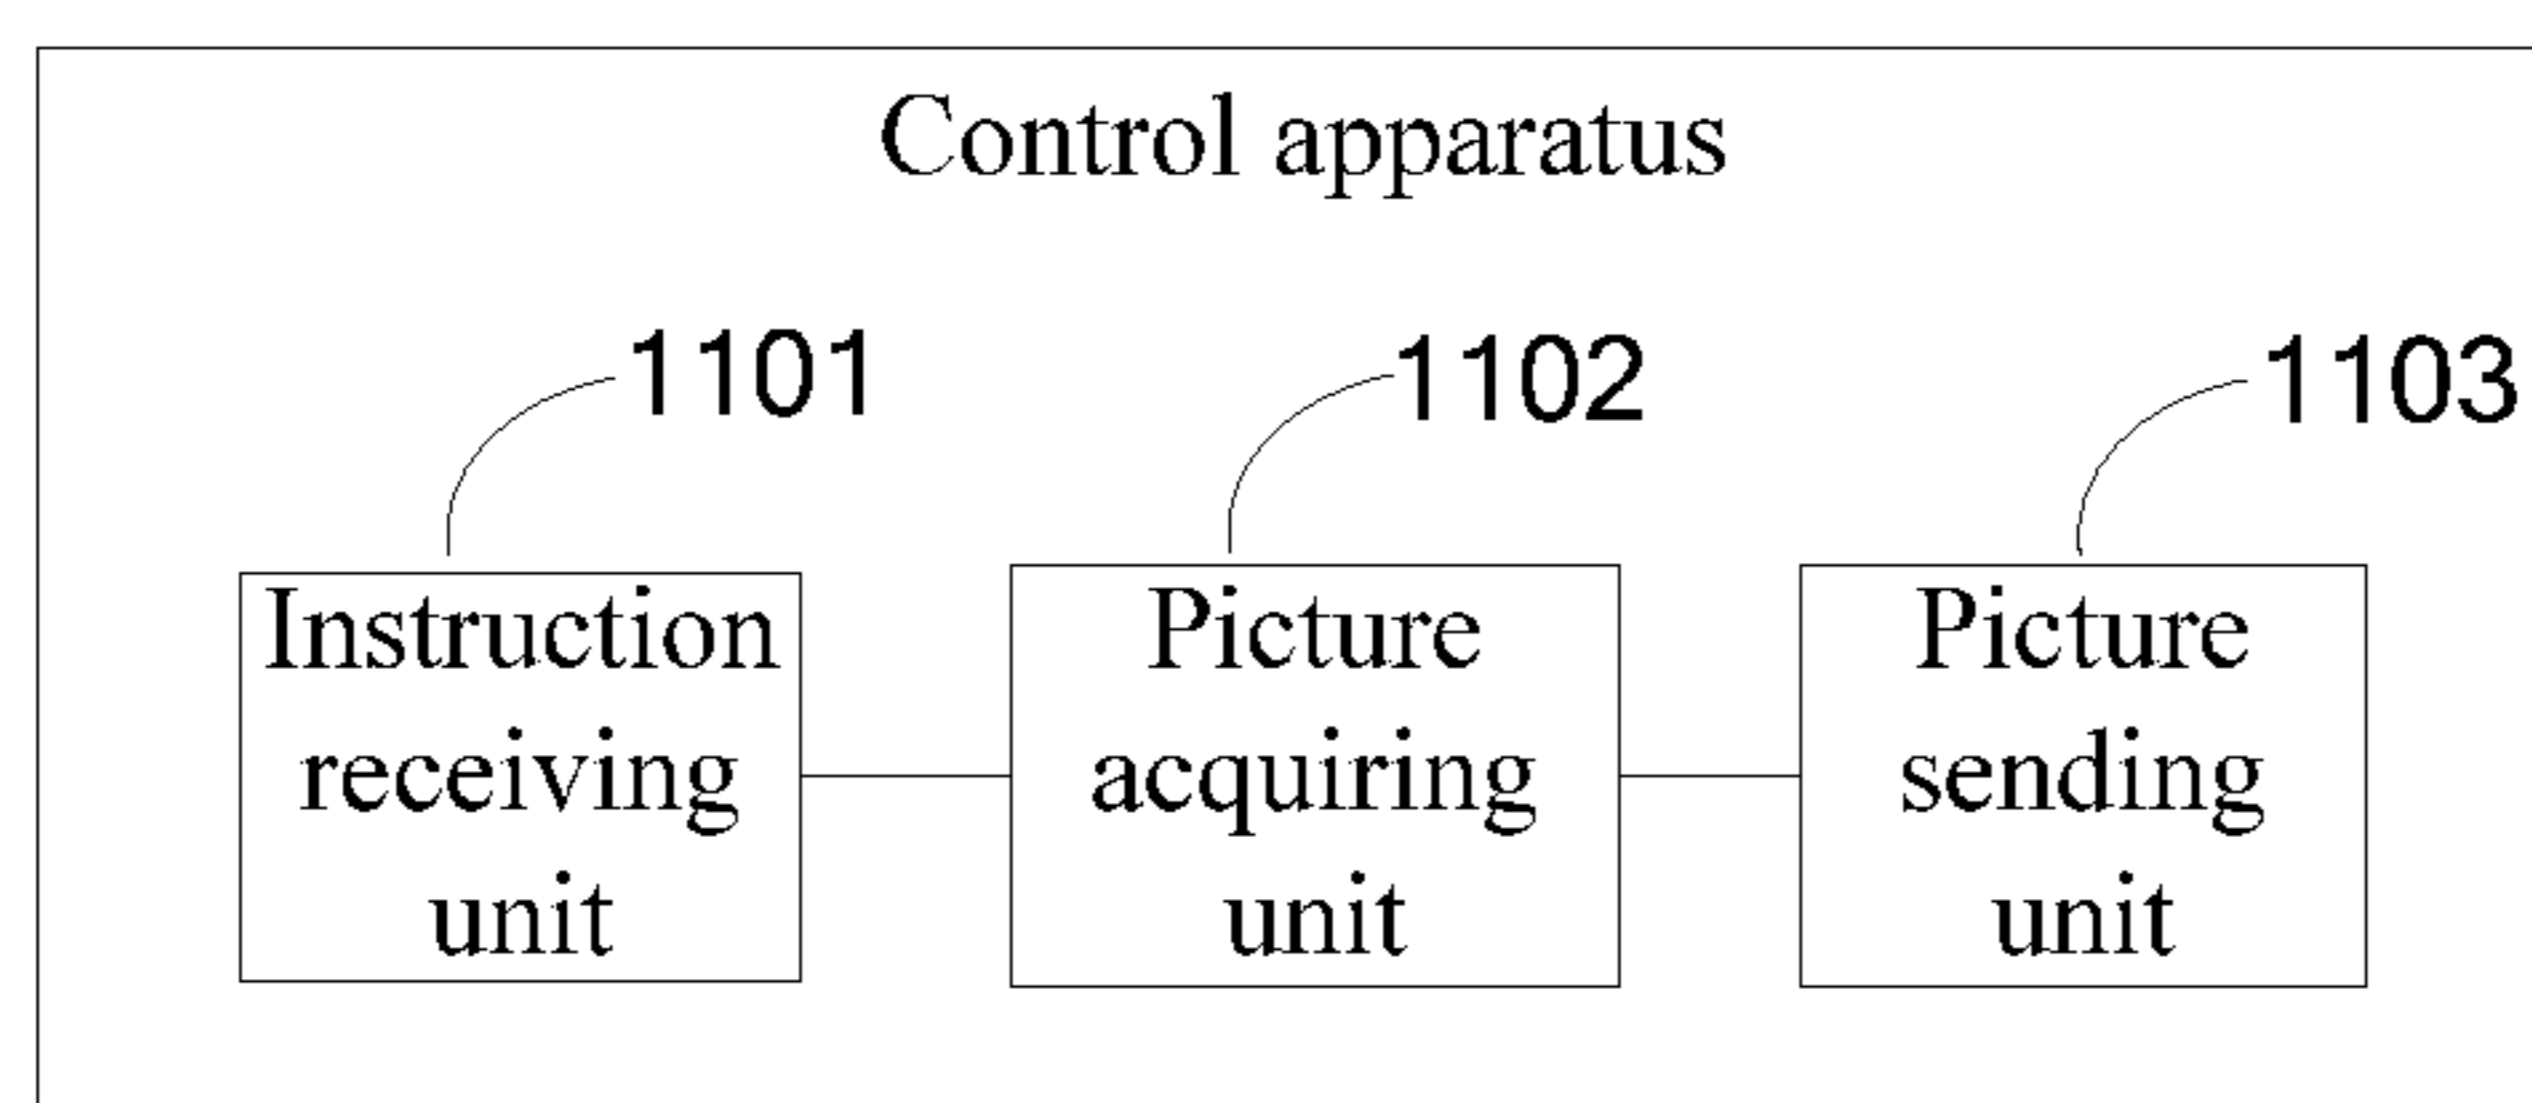 Control apparatus
1101
1102
1103
Instruction
receiving
unit
Picture
acquiring
unit
Picture
sending
unit